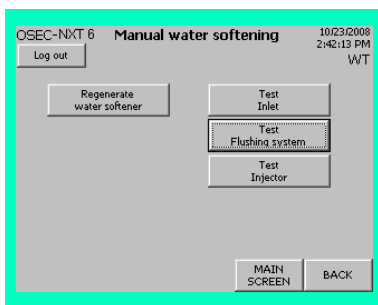 OSEC-NXT 6 Manual water softening 10/23/2008
2:42:13 PM
Log out
WT
Regenerate
water softener
Test
Inlet
Test
Flushing system
Test
Injector
MAIN
SCREEN
BACK